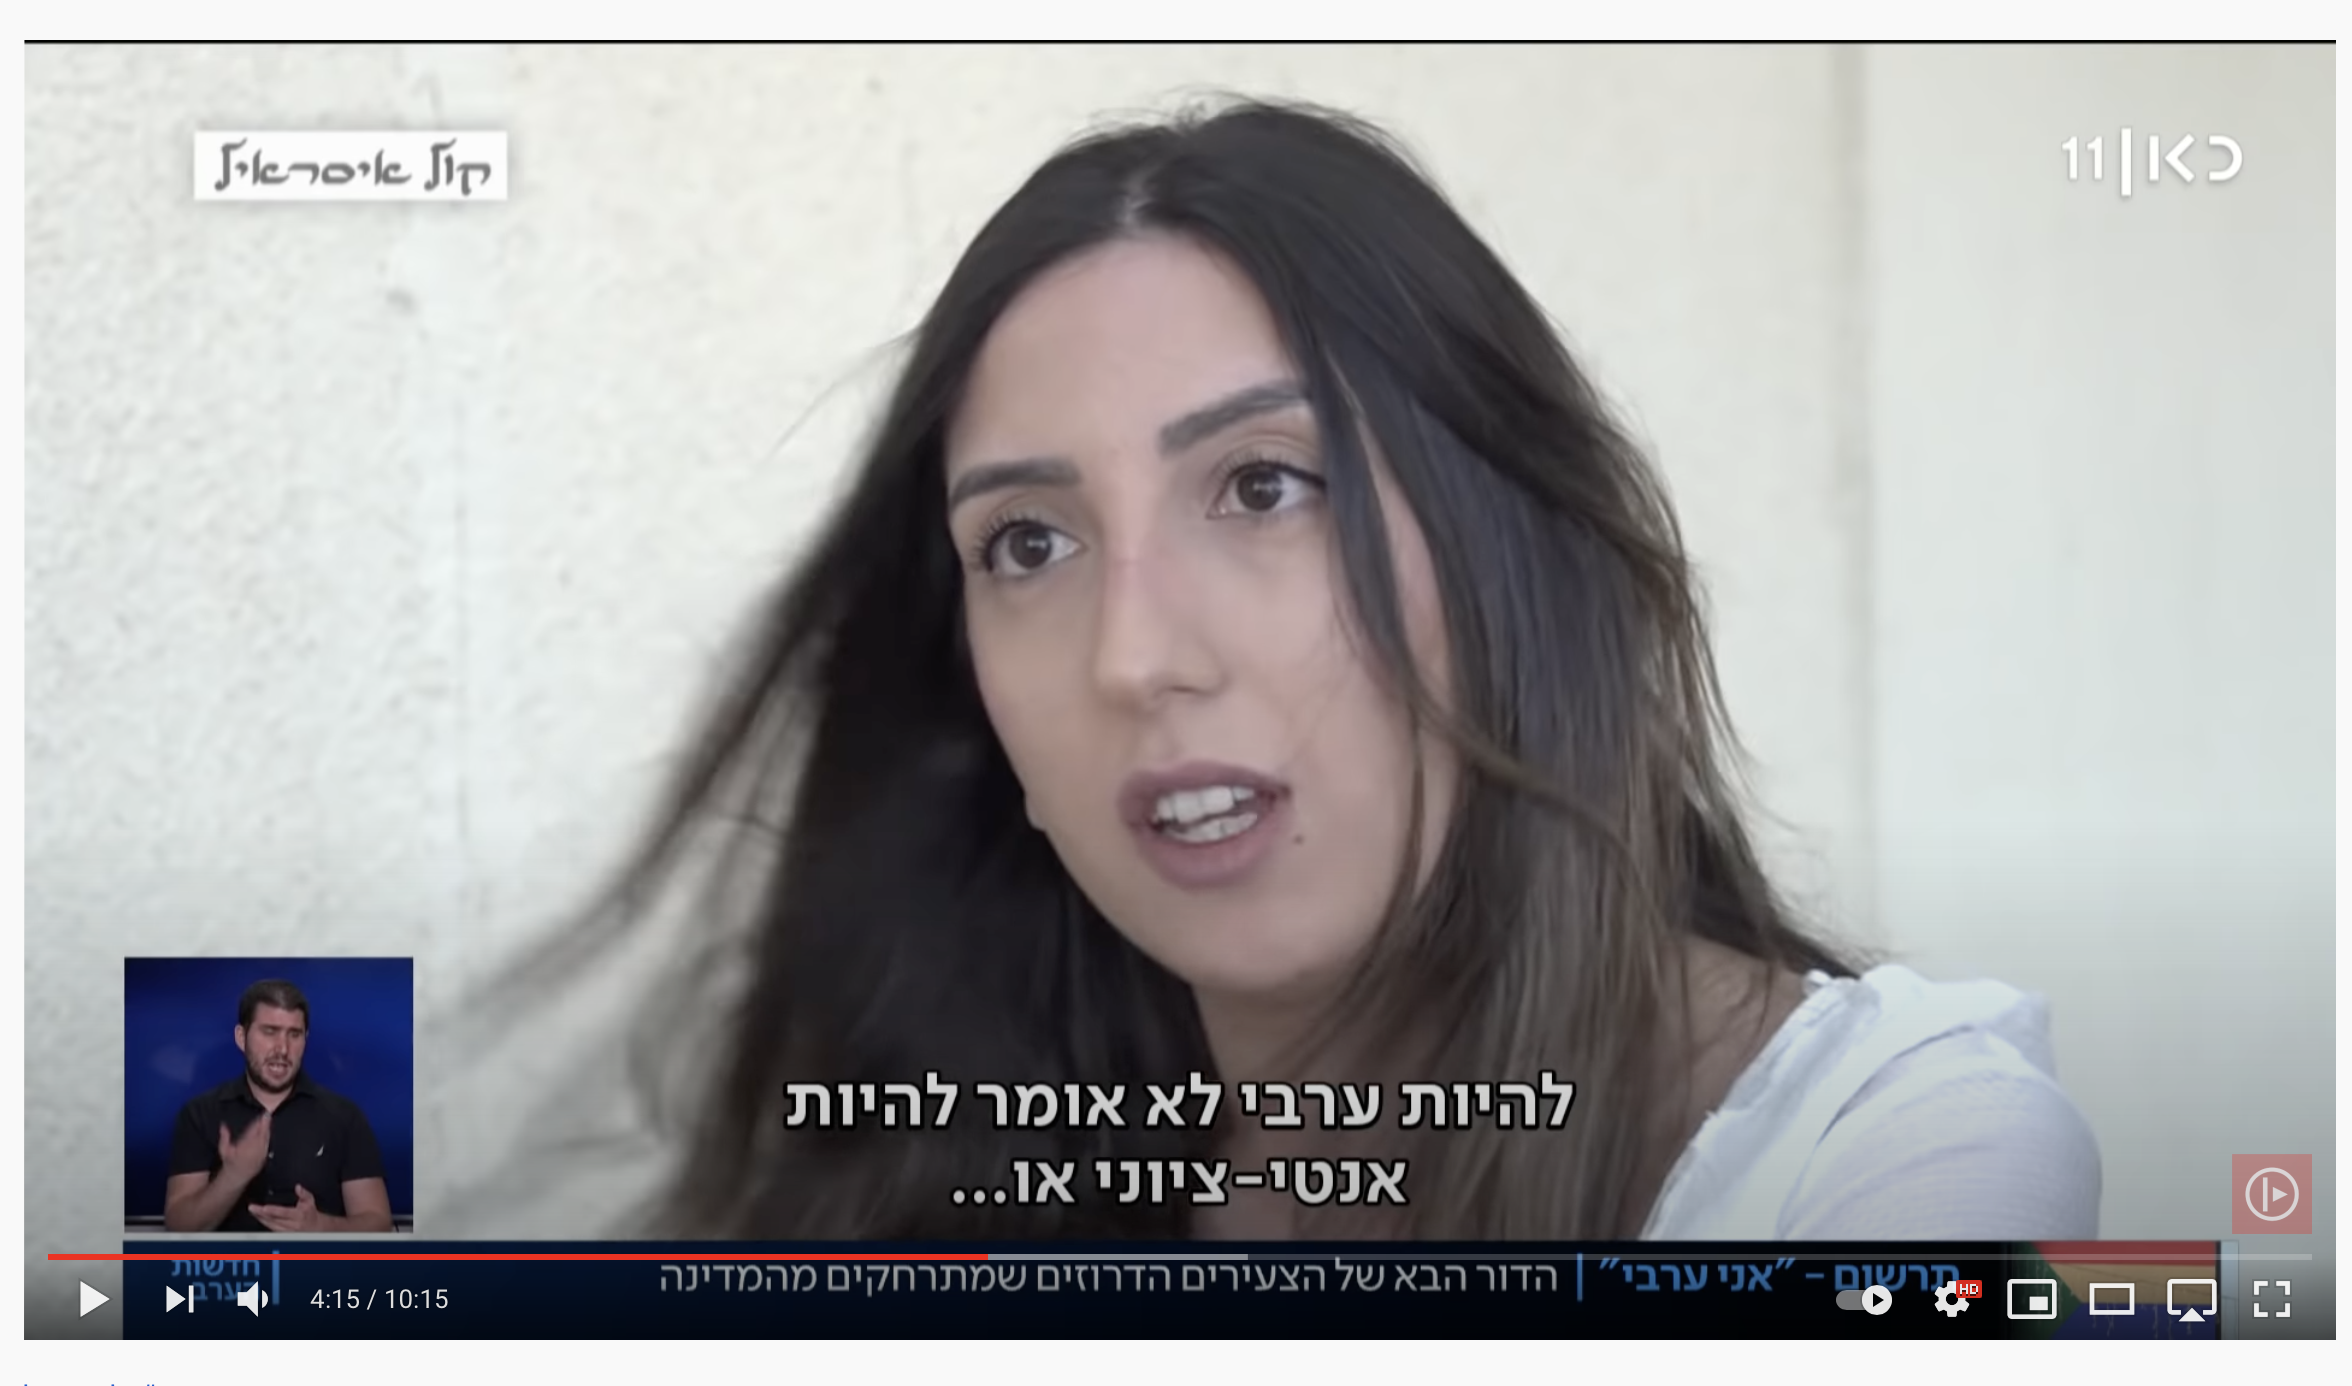 קול איסראיל
כאן 11
להיות ערבי לא אומר להיות
אנטי-ציוני או...
תרשום - "אני ערבי" | הדור הבא של הצעירים הדרוזים שמתרחקים מהמדינה
חדשות
הערב
4:15 / 10:15
HD